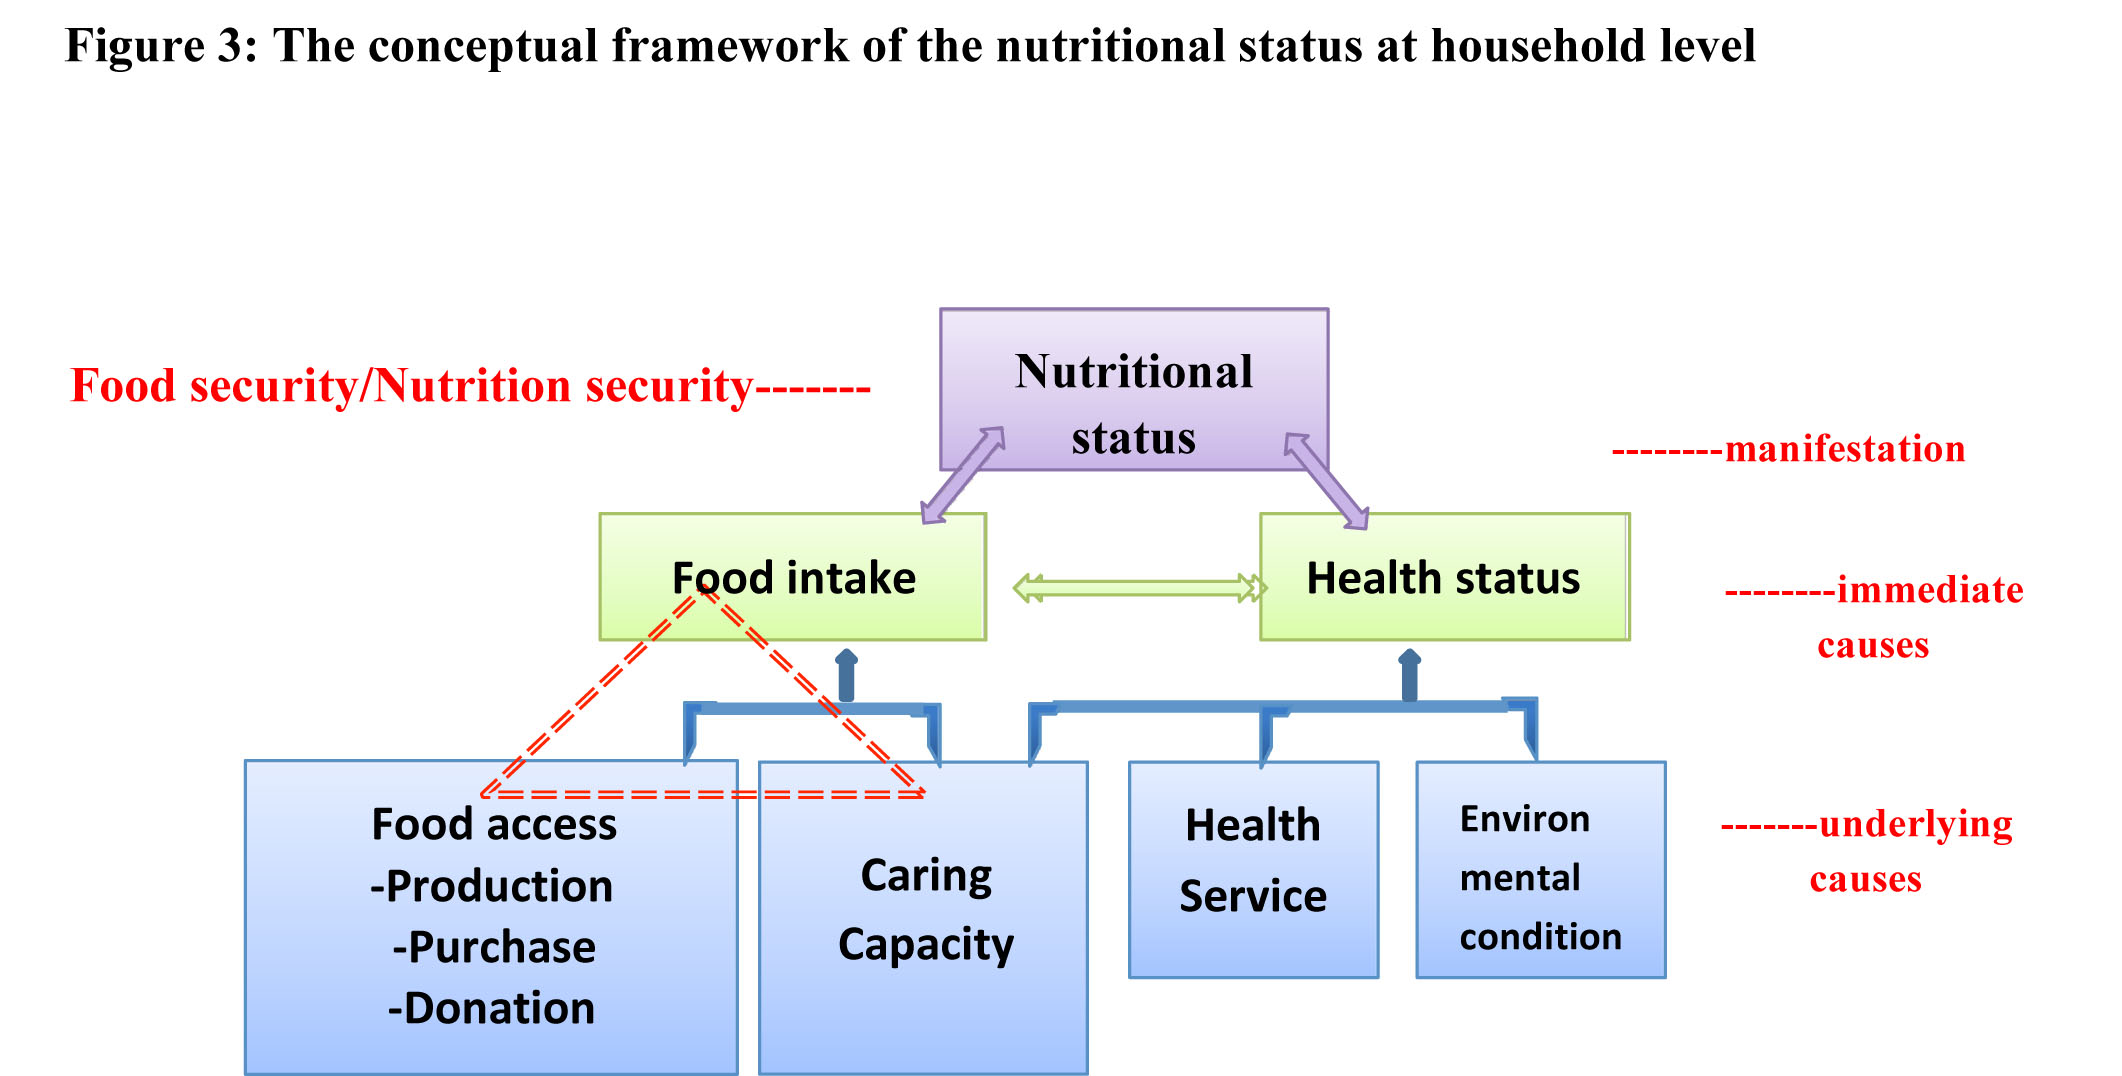 Figure 3: The conceptual framework of the nutritional status at household level
Nutritional
status
Food security/Nutrition security-------
--------manifestation
Food intake
Health status
--------immediate
causes
Food access
-Production
-Purchase
-Donation
Caring
Capacity
Health
Service
Environ
mental
condition
-------underlying
causes